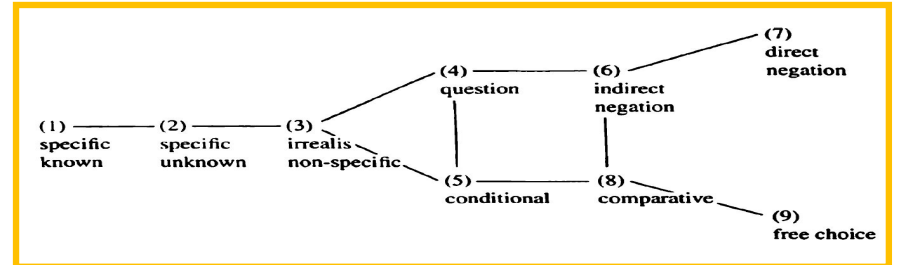 (7)
direct
negation
(4)
question
(6)
indirect
negation
(1)
specific
known
(2)
specific
unknown
(3)
irrealis
non-specific
(5)
conditional
(8)
comparative
(9)
free choice